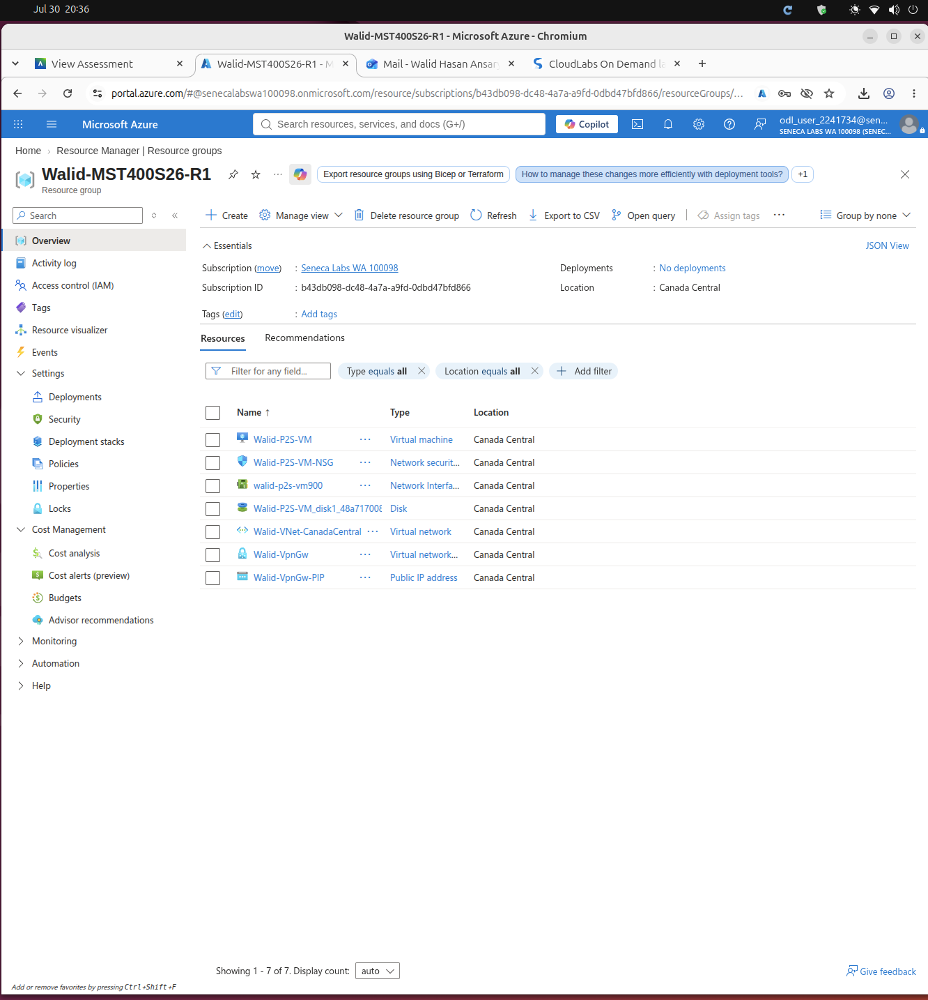 Jul 30 20:36
Walid-MST400S26-R1 - Microsoft Azure - Chromium
View Assessment
Walid-MST400S26-R1 - M
Mail - Walid Hasan Ansar
CloudLabs On Demand la
portal.azure.com/#@senecalabswa100098.onmicrosoft.com/resource/subscriptions/b43db098-dc48-4a7a-a9fd-0dbd47bfd866/resourceGroups/...
Microsoft Azure
Search resources, services, and docs (G+/)
Copilot
odl_user_2241734@sen...
SENECA LABS WA 100098 (SENEC...
Home > Resource Manager | Resource groups
Walid-MST400S26-R1
Resource group
Export resource groups using Bicep or Terraform
How to manage these changes more efficiently with deployment tools?
+1
Search
Create
Manage view
Delete resource group
Refresh
Export to CSV
Open query
Assign tags
Group by none
Overview
Activity log
Access control (IAM)
Tags
Resource visualizer
Events
Settings
Deployments
Security
Deployment stacks
Policies
Properties
Locks
Cost Management
Cost analysis
Cost alerts (preview)
Budgets
Advisor recommendations
Monitoring
Automation
Help
Add or remove favorites by pressing Ctrl+Shift+F
Essentials
JSON View
Subscription (move) : Seneca Labs WA 100098
Deployments : No deployments
Subscription ID : b43db098-dc48-4a7a-a9fd-0dbd47bfd866
Location : Canada Central
Tags (edit) : Add tags
Resources
Recommendations
Filter for any field...
Type equals all
Location equals all
Add filter
Name ↑ Type Location
Walid-P2S-VM ... Virtual machine Canada Central
Walid-P2S-VM-NSG ... Network securit... Canada Central
walid-p2s-vm900 ... Network Interfa... Canada Central
Walid-P2S-VM_disk1_48a717008 Disk Canada Central
Walid-VNet-CanadaCentral ... Virtual network Canada Central
Walid-VpnGw ... Virtual network... Canada Central
Walid-VpnGw-PIP ... Public IP address Canada Central
Showing 1 - 7 of 7. Display count: auto
Give feedback